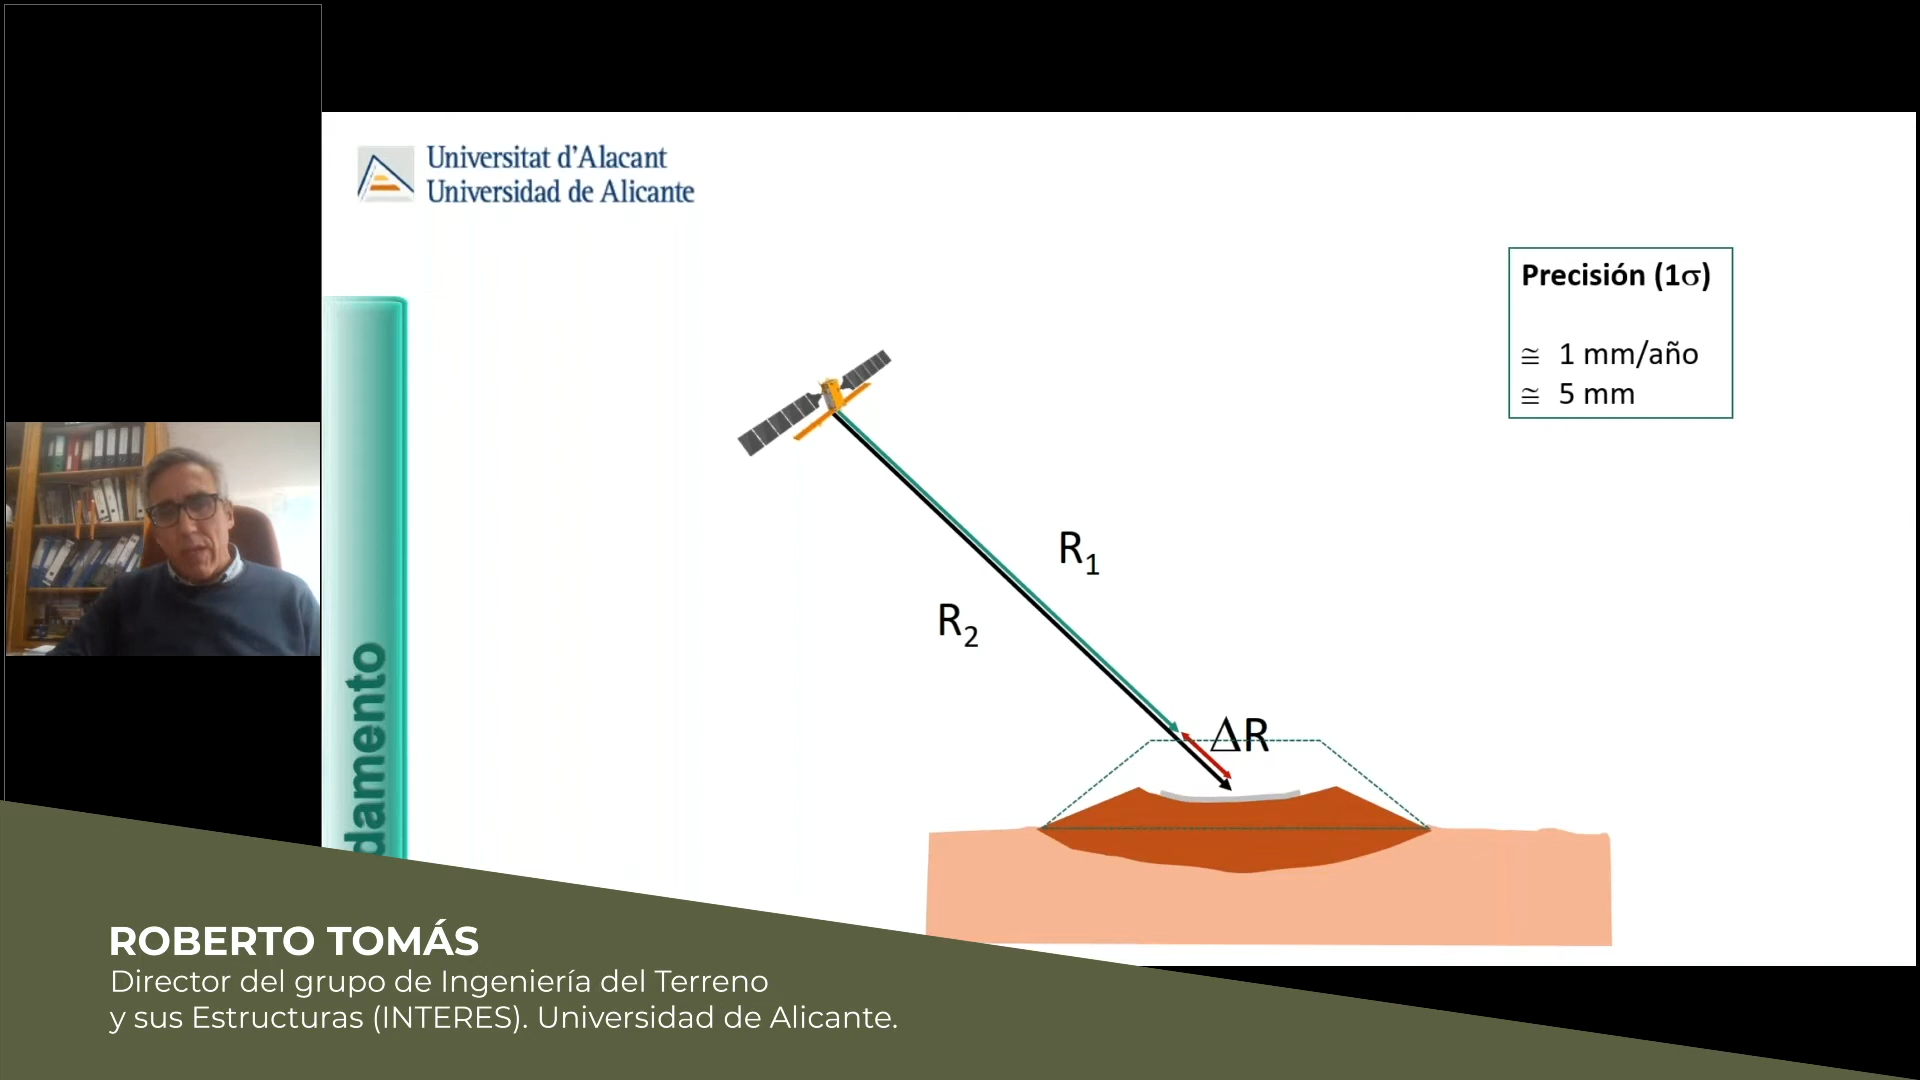 Universitat d'Alacant
Universidad de Alicante
Precisión (1σ)
≅ 1 mm/año
≅ 5 mm
R1
R2
ΔR
damento
ROBERTO TOMÁS
Director del grupo de Ingeniería del Terreno
y sus Estructuras (INTERES). Universidad de Alicante.